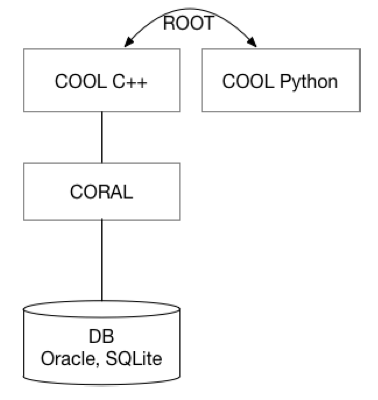 ROOT
COOL C++
COOL Python
CORAL
DB
Oracle, SQLite